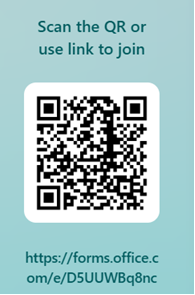 Scan the QR or
use link to join
https://forms.office.c
om/e/D5UUWBq8nc